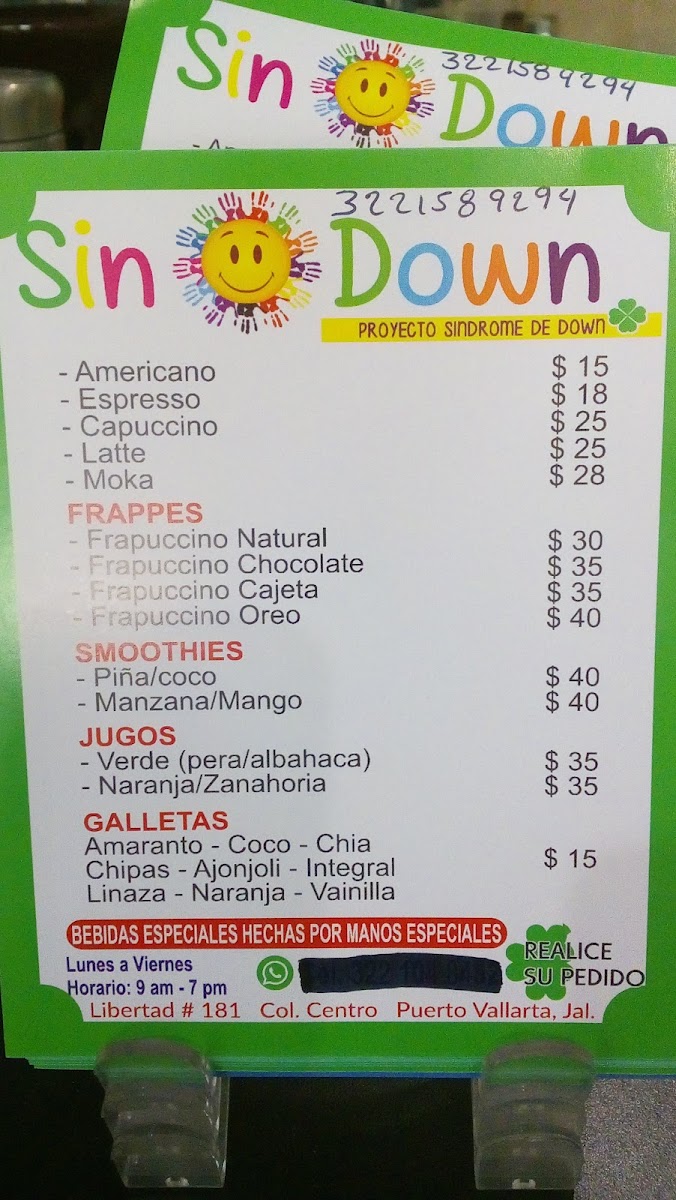 Sin Down
3221589294
- Am
3221589294
Sin Down
PROYECTO SINDROME DE DOWN
- Americano $ 15
- Espresso $ 18
- Capuccino $ 25
- Latte $ 25
- Moka $ 28
FRAPPES
- Frapuccino Natural $ 30
- Frapuccino Chocolate $ 35
- Frapuccino Cajeta $ 35
- Frapuccino Oreo $ 40
SMOOTHIES
- Piña/coco $ 40
- Manzana/Mango $ 40
JUGOS
- Verde (pera/albahaca) $ 35
- Naranja/Zanahoria $ 35
GALLETAS
Amaranto - Coco - Chia
Chipas - Ajonjoli - Integral $ 15
Linaza - Naranja - Vainilla
BEBIDAS ESPECIALES HECHAS POR MANOS ESPECIALES
Lunes a Viernes
Horario: 9 am - 7 pm
REALICE
SU PEDIDO
Libertad # 181 Col. Centro Puerto Vallarta, Jal.